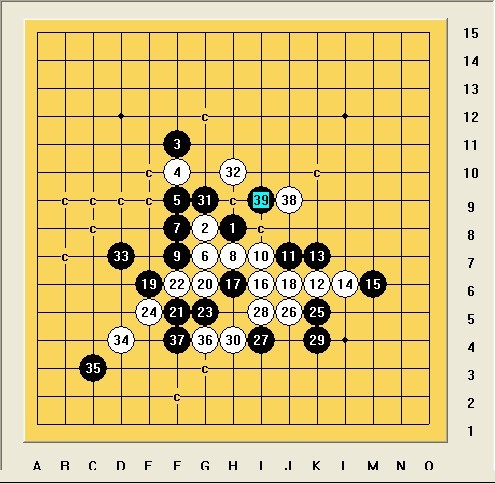 15
14
13
C 12
3 11
C 4 32 C 10
C C C C 5 31 C 39 38 9
C 7 2 1 C 8
C 33 9 6 8 10 11 13 7
19 22 20 17 16 18 12 14 15 6
24 21 23 28 26 25 5
34 37 36 30 27 29 4
35 C 3
C 2
1
A B C D E F G H I J K L M N O